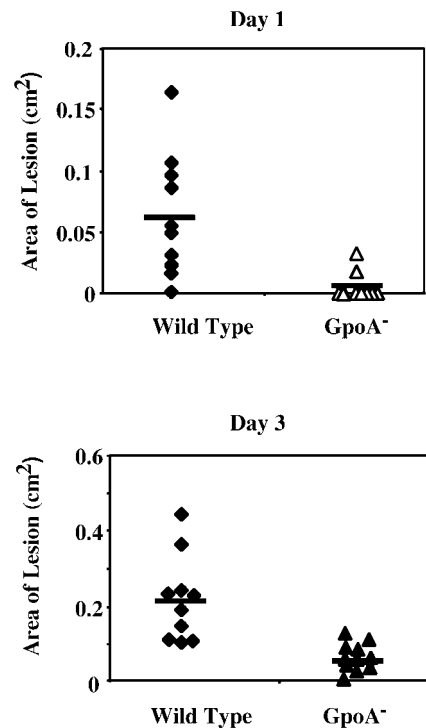 Day 1
Area of Lesion (cm²)
0.2
0.15
0.1
0.05
0
Wild Type
GpoA⁻
Day 3
Area of Lesion (cm²)
0.6
0.4
0.2
0
Wild Type
GpoA⁻